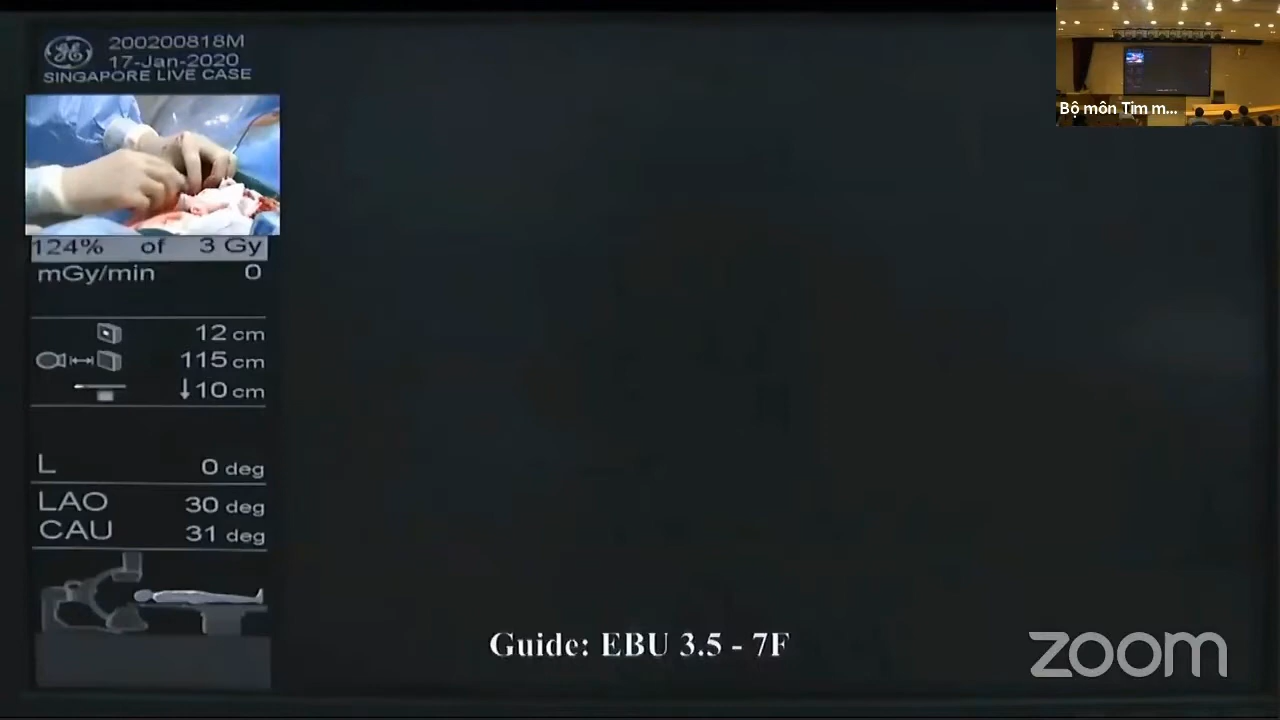 200200818M
17-Jan-2020
SINGAPORE LIVE CASE
Bộ môn Tim m...
124% of 3 Gy
mGy/min 0
12 cm
115 cm
↓10 cm
L 0 deg
LAO 30 deg
CAU 31 deg
Guide: EBU 3.5 - 7F
zoom